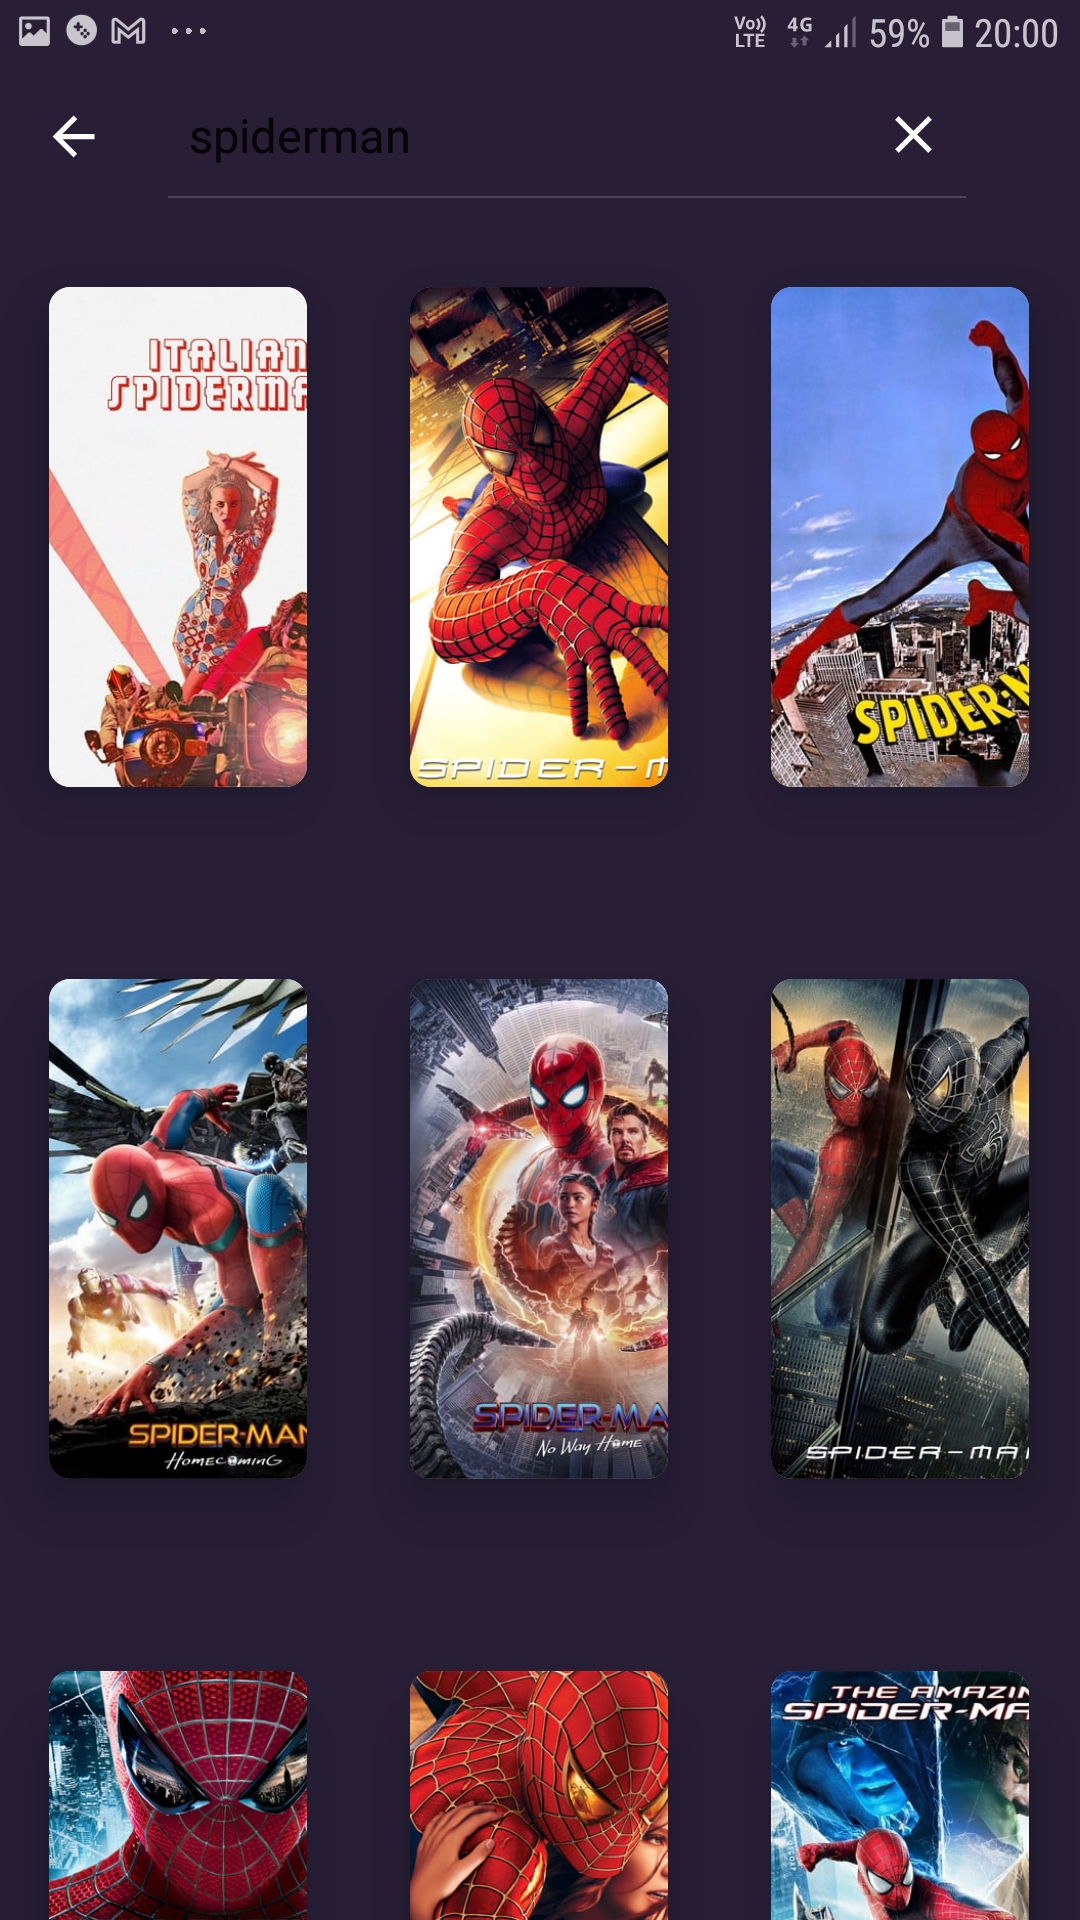 Vo)) LTE 4G 59% 20:00
spiderman
ITALIAN
SPIDERMA
SPIDER-M
SPIDER-M
SPIDER-MAN
HOMECOMING
SPIDER-MA
No Way Home
SPIDER-MA
THE AMAZIN
SPIDER-MA